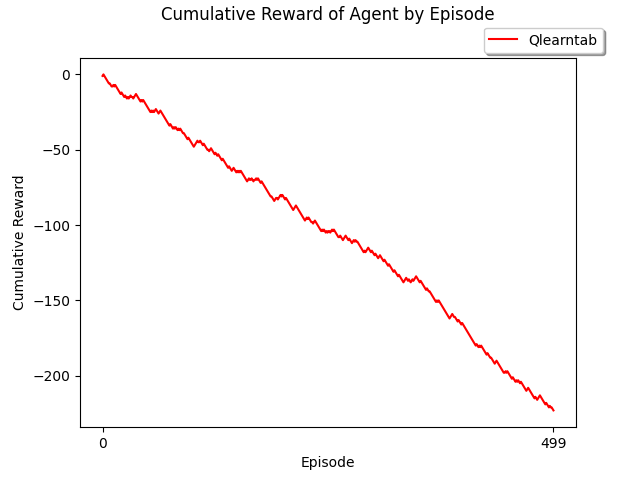 Cumulative Reward of Agent by Episode
Qlearntab
0
−50
−100
−150
−200
Cumulative Reward
0
499
Episode